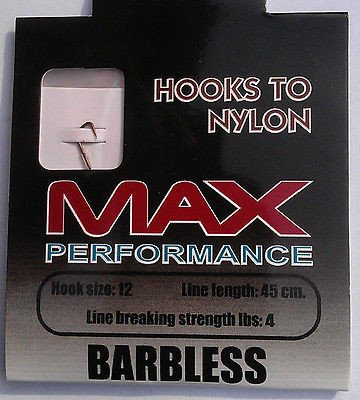 HOOKS TO
NYLON
MAX
PERFORMANCE
Hook size: 12 Line length: 45 cm.
Line breaking strength lbs: 4
BARBLESS